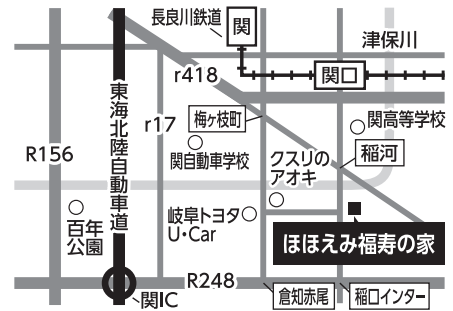 長良川鉄道
関
津保川
関口
r418
東海北陸自動車道
梅ヶ枝町
関高等学校
r17
R156
関自動車学校
クスリの
アオキ
稲河
百年
公園
岐阜トヨタ
U・Car
ほほえみ福寿の家
R248
関IC
倉知赤尾
稲口インター